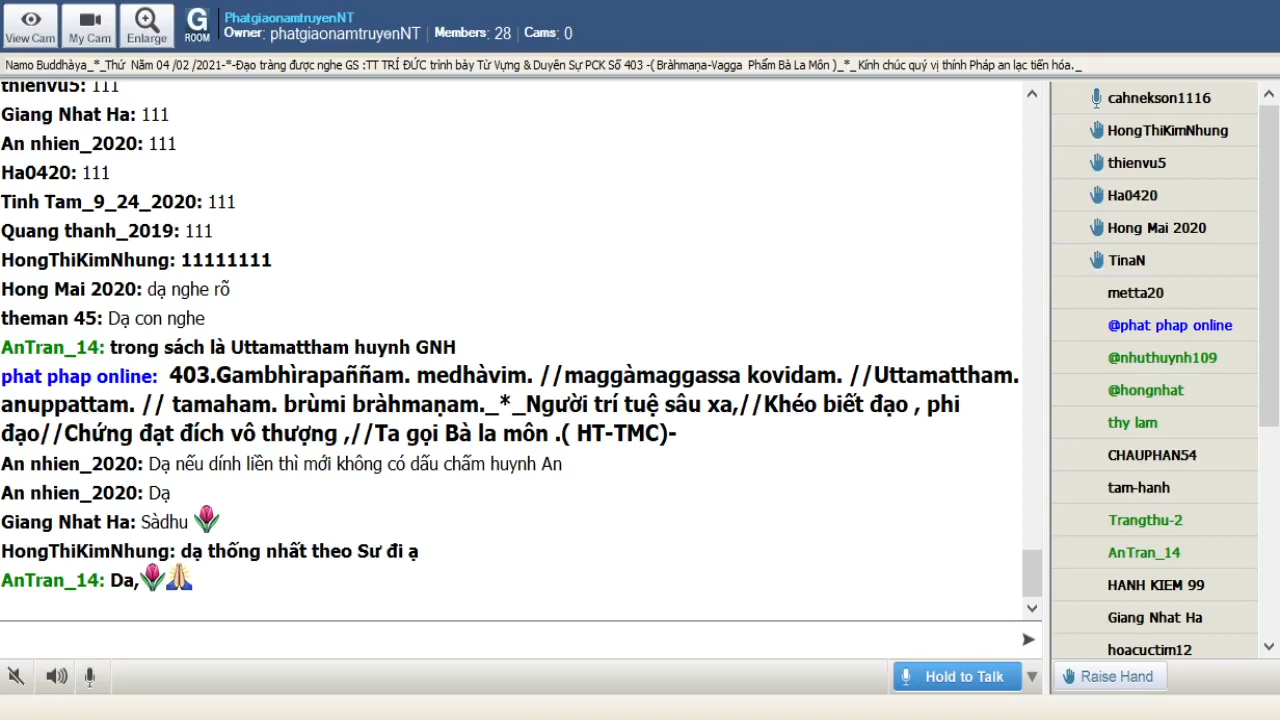 View Cam
My Cam
Enlarge
G
ROOM
PhatgiaonamtruyenNT
Owner: phatgiaonamtruyenNT | Members: 28 | Cams: 0
Namo Buddhàya_*_Thứ Năm 04 /02 /2021-*-Đạo tràng được nghe GS :TT TRÍ ĐỨC trình bày Từ Vựng & Duyên Sự PCK Số 403 -( Bràhmaṇa-Vagga Phẩm Bà La Môn )_*_ Kính chúc quý vị thính Pháp an lạc tiến hóa._
thienvu5: 111
Giang Nhat Ha: 111
An nhien_2020: 111
Ha0420: 111
Tinh Tam_9_24_2020: 111
Quang thanh_2019: 111
HongThiKimNhung: 11111111
Hong Mai 2020: dạ nghe rõ
theman 45: Dạ con nghe
AnTran_14: trong sách là Uttamattham huynh GNH
phat phap online: 403.Gambhìrapaññam. medhàvim. //maggàmaggassa kovidam. //Uttamattham.
anuppattam. // tamaham. brùmi bràhmaṇam._*_Người trí tuệ sâu xa,//Khéo biết đạo , phi
đạo//Chứng đạt đích vô thượng ,//Ta gọi Bà la môn .( HT-TMC)-
An nhien_2020: Dạ nếu dính liền thì mới không có dấu chấm huynh An
An nhien_2020: Dạ
Giang Nhat Ha: Sàdhu
HongThiKimNhung: dạ thống nhất theo Sư đi ạ
AnTran_14: Da,
Hold to Talk
cahnekson1116
HongThiKimNhung
thienvu5
Ha0420
Hong Mai 2020
TinaN
metta20
@phat phap online
@nhuthuynh109
@hongnhat
thy lam
CHAUPHAN54
tam-hanh
Trangthu-2
AnTran_14
HANH KIEM 99
Giang Nhat Ha
hoacuctim12
Raise Hand